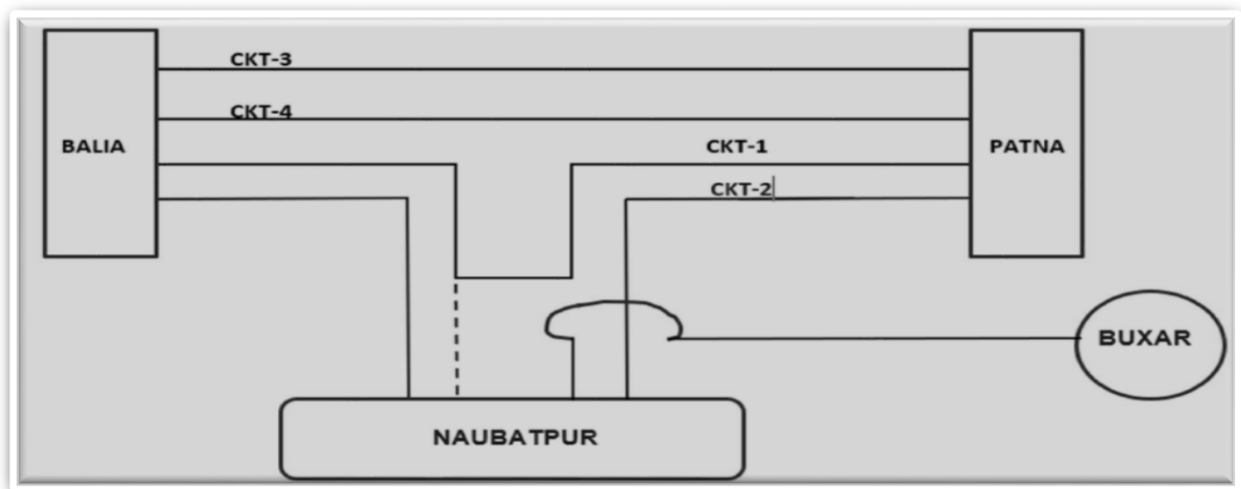 CKT-3
CKT-4
BALIA
CKT-1
PATNA
CKT-2
BUXAR
NAUBATPUR